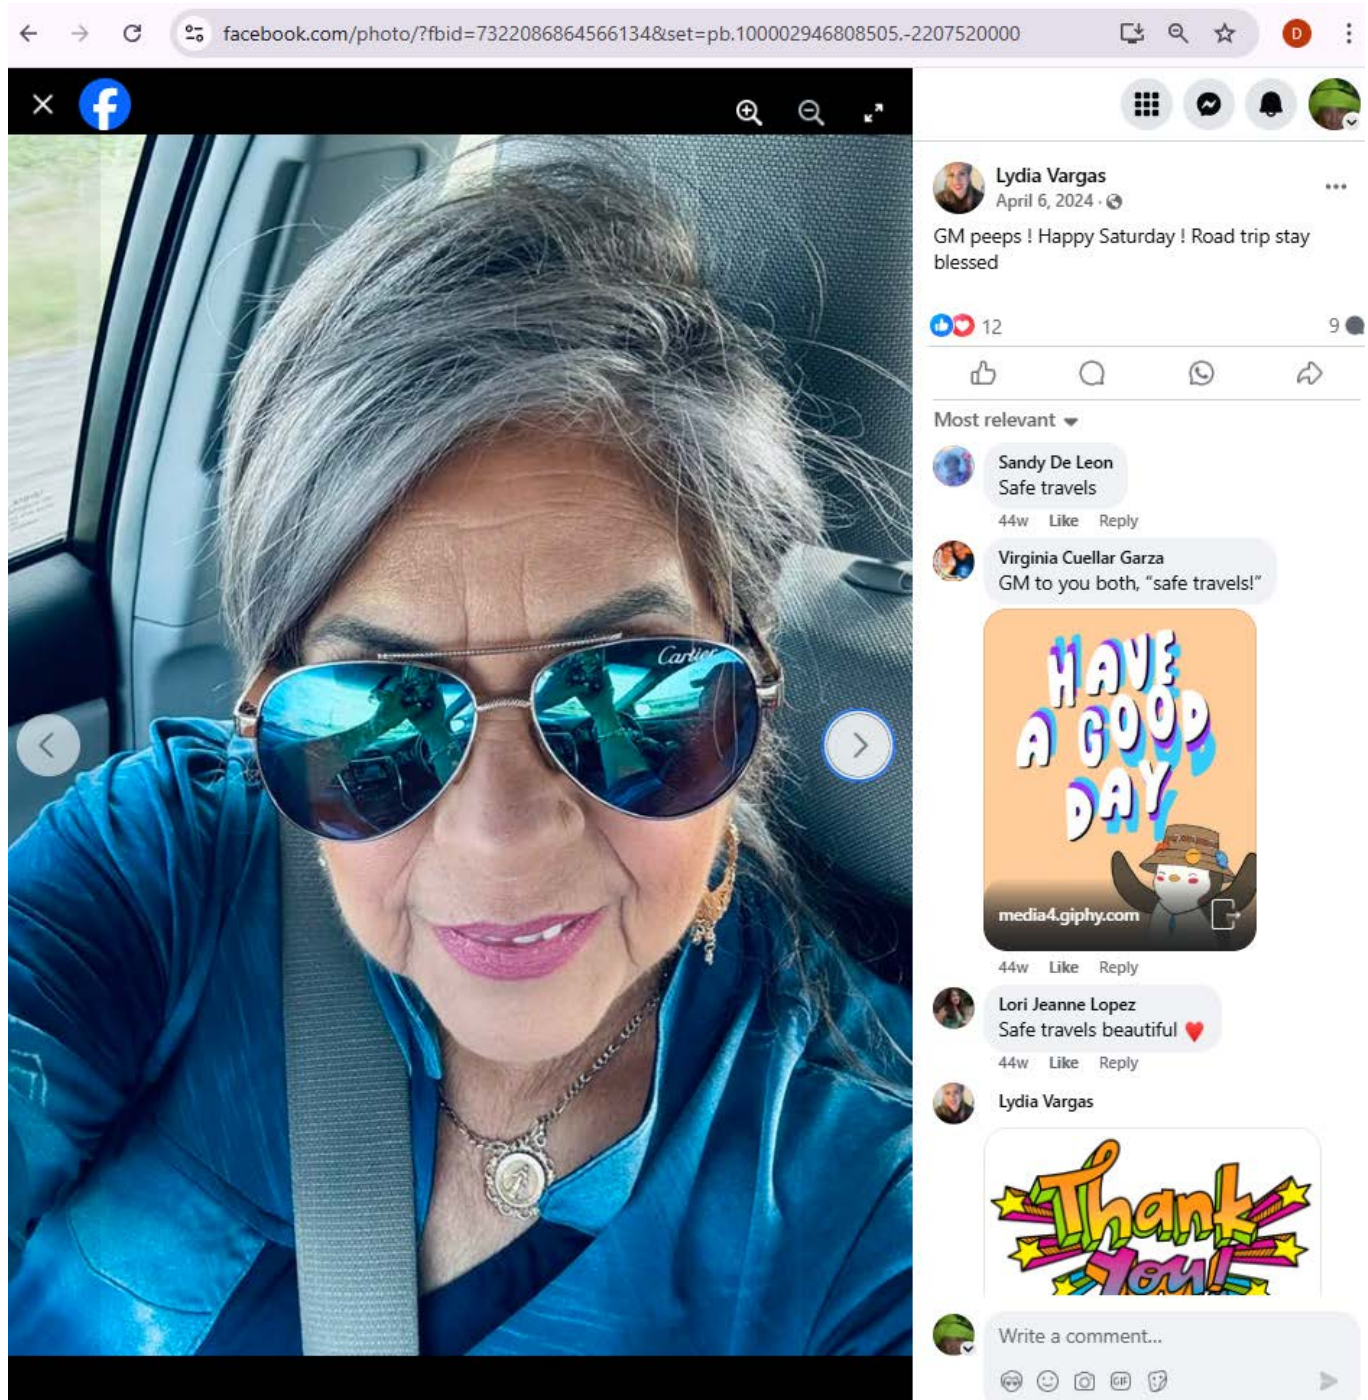 facebook.com/photo/?fbid=7322086864566134&set=pb.100002946808505.-2207520000
D
Cartier
Lydia Vargas
April 6, 2024 ·
GM peeps ! Happy Saturday ! Road trip stay
blessed
12
9
Most relevant
Sandy De Leon
Safe travels
44w Like Reply
Virginia Cuellar Garza
GM to you both, “safe travels!”
HAVE
A GOOD
DAY
media4.giphy.com
44w Like Reply
Lori Jeanne Lopez
Safe travels beautiful
44w Like Reply
Lydia Vargas
Thank
You!
Write a comment...
GIF